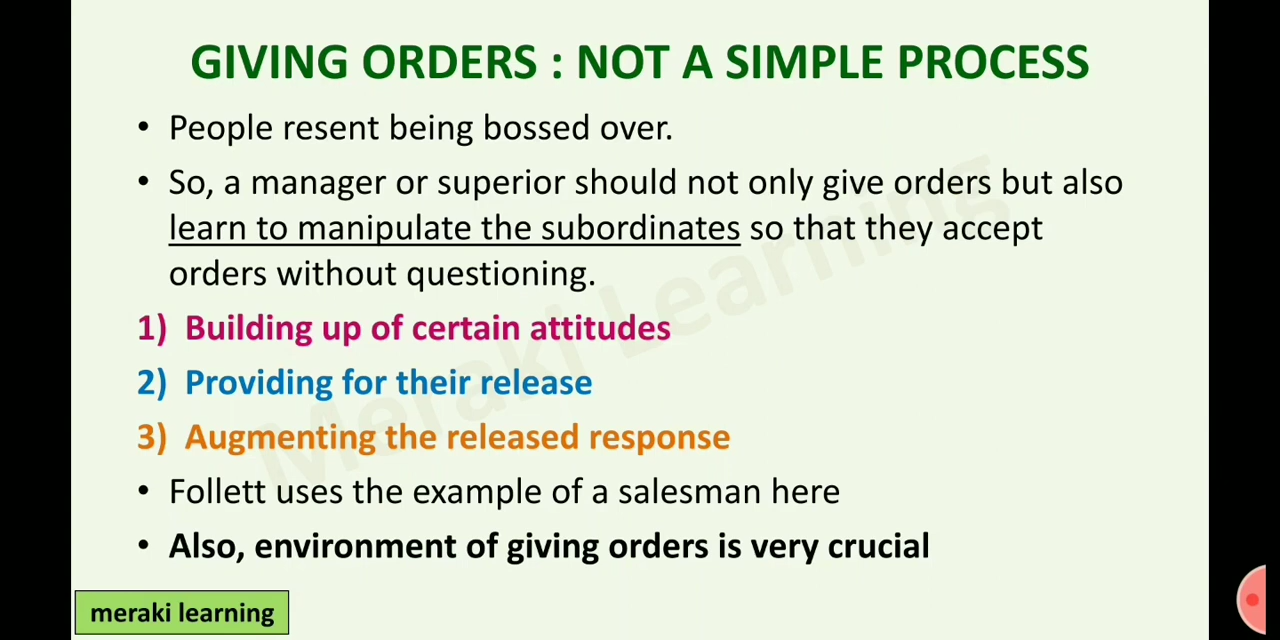 GIVING ORDERS : NOT A SIMPLE PROCESS
• People resent being bossed over.
• So, a manager or superior should not only give orders but also
learn to manipulate the subordinates so that they accept
orders without questioning.
1) Building up of certain attitudes
2) Providing for their release
3) Augmenting the released response
• Follett uses the example of a salesman here
• Also, environment of giving orders is very crucial
Meraki Learning
meraki learning